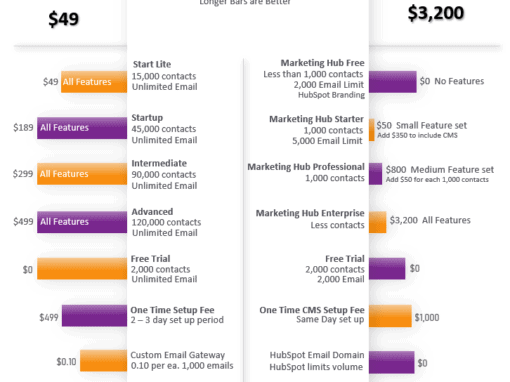 Longer Bars are Better
$49
$3,200
Start Lite
15,000 contacts
Unlimited Email
$49 All Features
Marketing Hub Free
Less than 1,000 contacts
2,000 Email Limit
HubSpot Branding
$0 No Features
Startup
45,000 contacts
Unlimited Email
$189 All Features
Marketing Hub Starter
1,000 contacts
5,000 Email Limit
$50 Small Feature set
Add $350 to include CMS
Intermediate
90,000 contacts
Unlimited Email
$299 All Features
Marketing Hub Professional
1,000 contacts
$800 Medium Feature set
Add $50 for each 1,000 contacts
Advanced
120,000 contacts
Unlimited Email
$499 All Features
Marketing Hub Enterprise
Less contacts
$3,200 All Features
Free Trial
2,000 contacts
Unlimited Email
$0
Free Trial
2,000 contacts
2,000 Email
$0
One Time Setup Fee
2 – 3 day set up period
$499
One Time CMS Setup Fee
Same Day set up
$1,000
Custom Email Gateway
0.10 per ea. 1,000 emails
$0.10
HubSpot Email Domain
HubSpot limits volume
$0